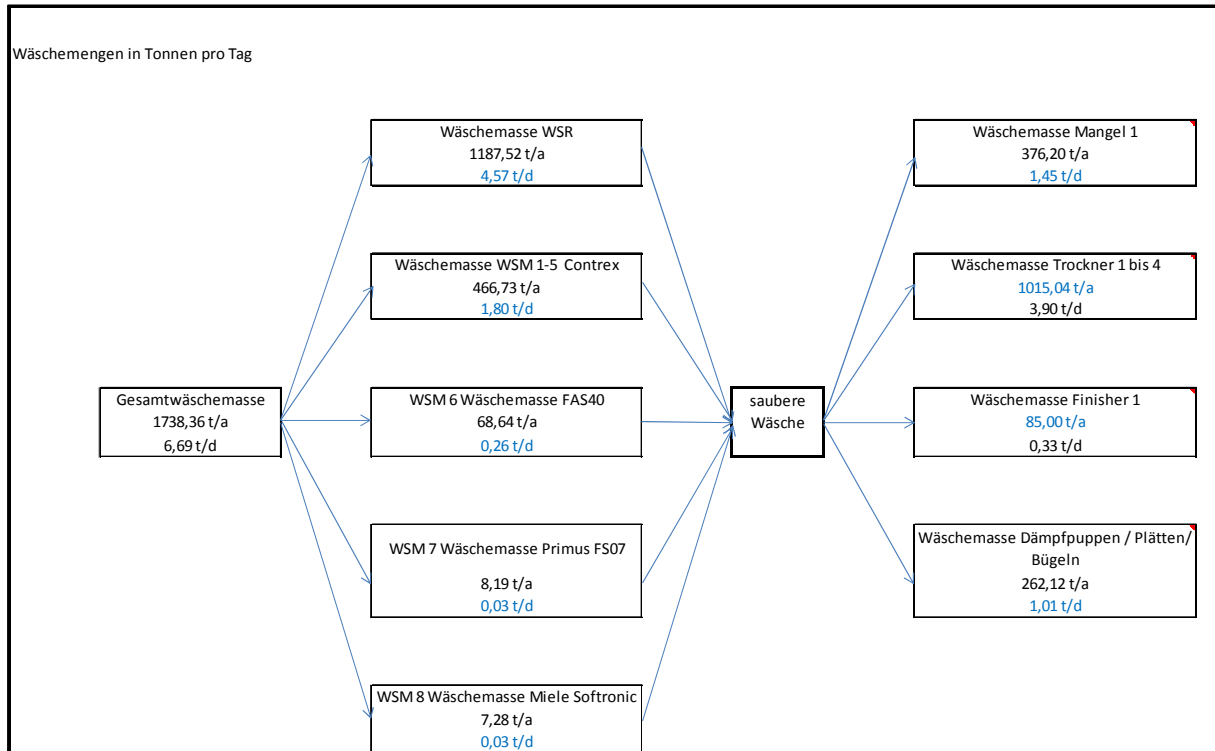 Wäschemengen in Tonnen pro Tag
Wäschemasse WSR
1187,52 t/a
4,57 t/d
Wäschemasse Mangel 1
376,20 t/a
1,45 t/d
Wäschemasse WSM 1-5 Contrex
466,73 t/a
1,80 t/d
Wäschemasse Trockner 1 bis 4
1015,04 t/a
3,90 t/d
Gesamtwäschemasse
1738,36 t/a
6,69 t/d
WSM 6 Wäschemasse FAS40
68,64 t/a
0,26 t/d
saubere
Wäsche
Wäschemasse Finisher 1
85,00 t/a
0,33 t/d
WSM 7 Wäschemasse Primus FS07
8,19 t/a
0,03 t/d
Wäschemasse Dämpfpuppen / Plätten/
Bügeln
262,12 t/a
1,01 t/d
WSM 8 Wäschemasse Miele Softronic
7,28 t/a
0,03 t/d